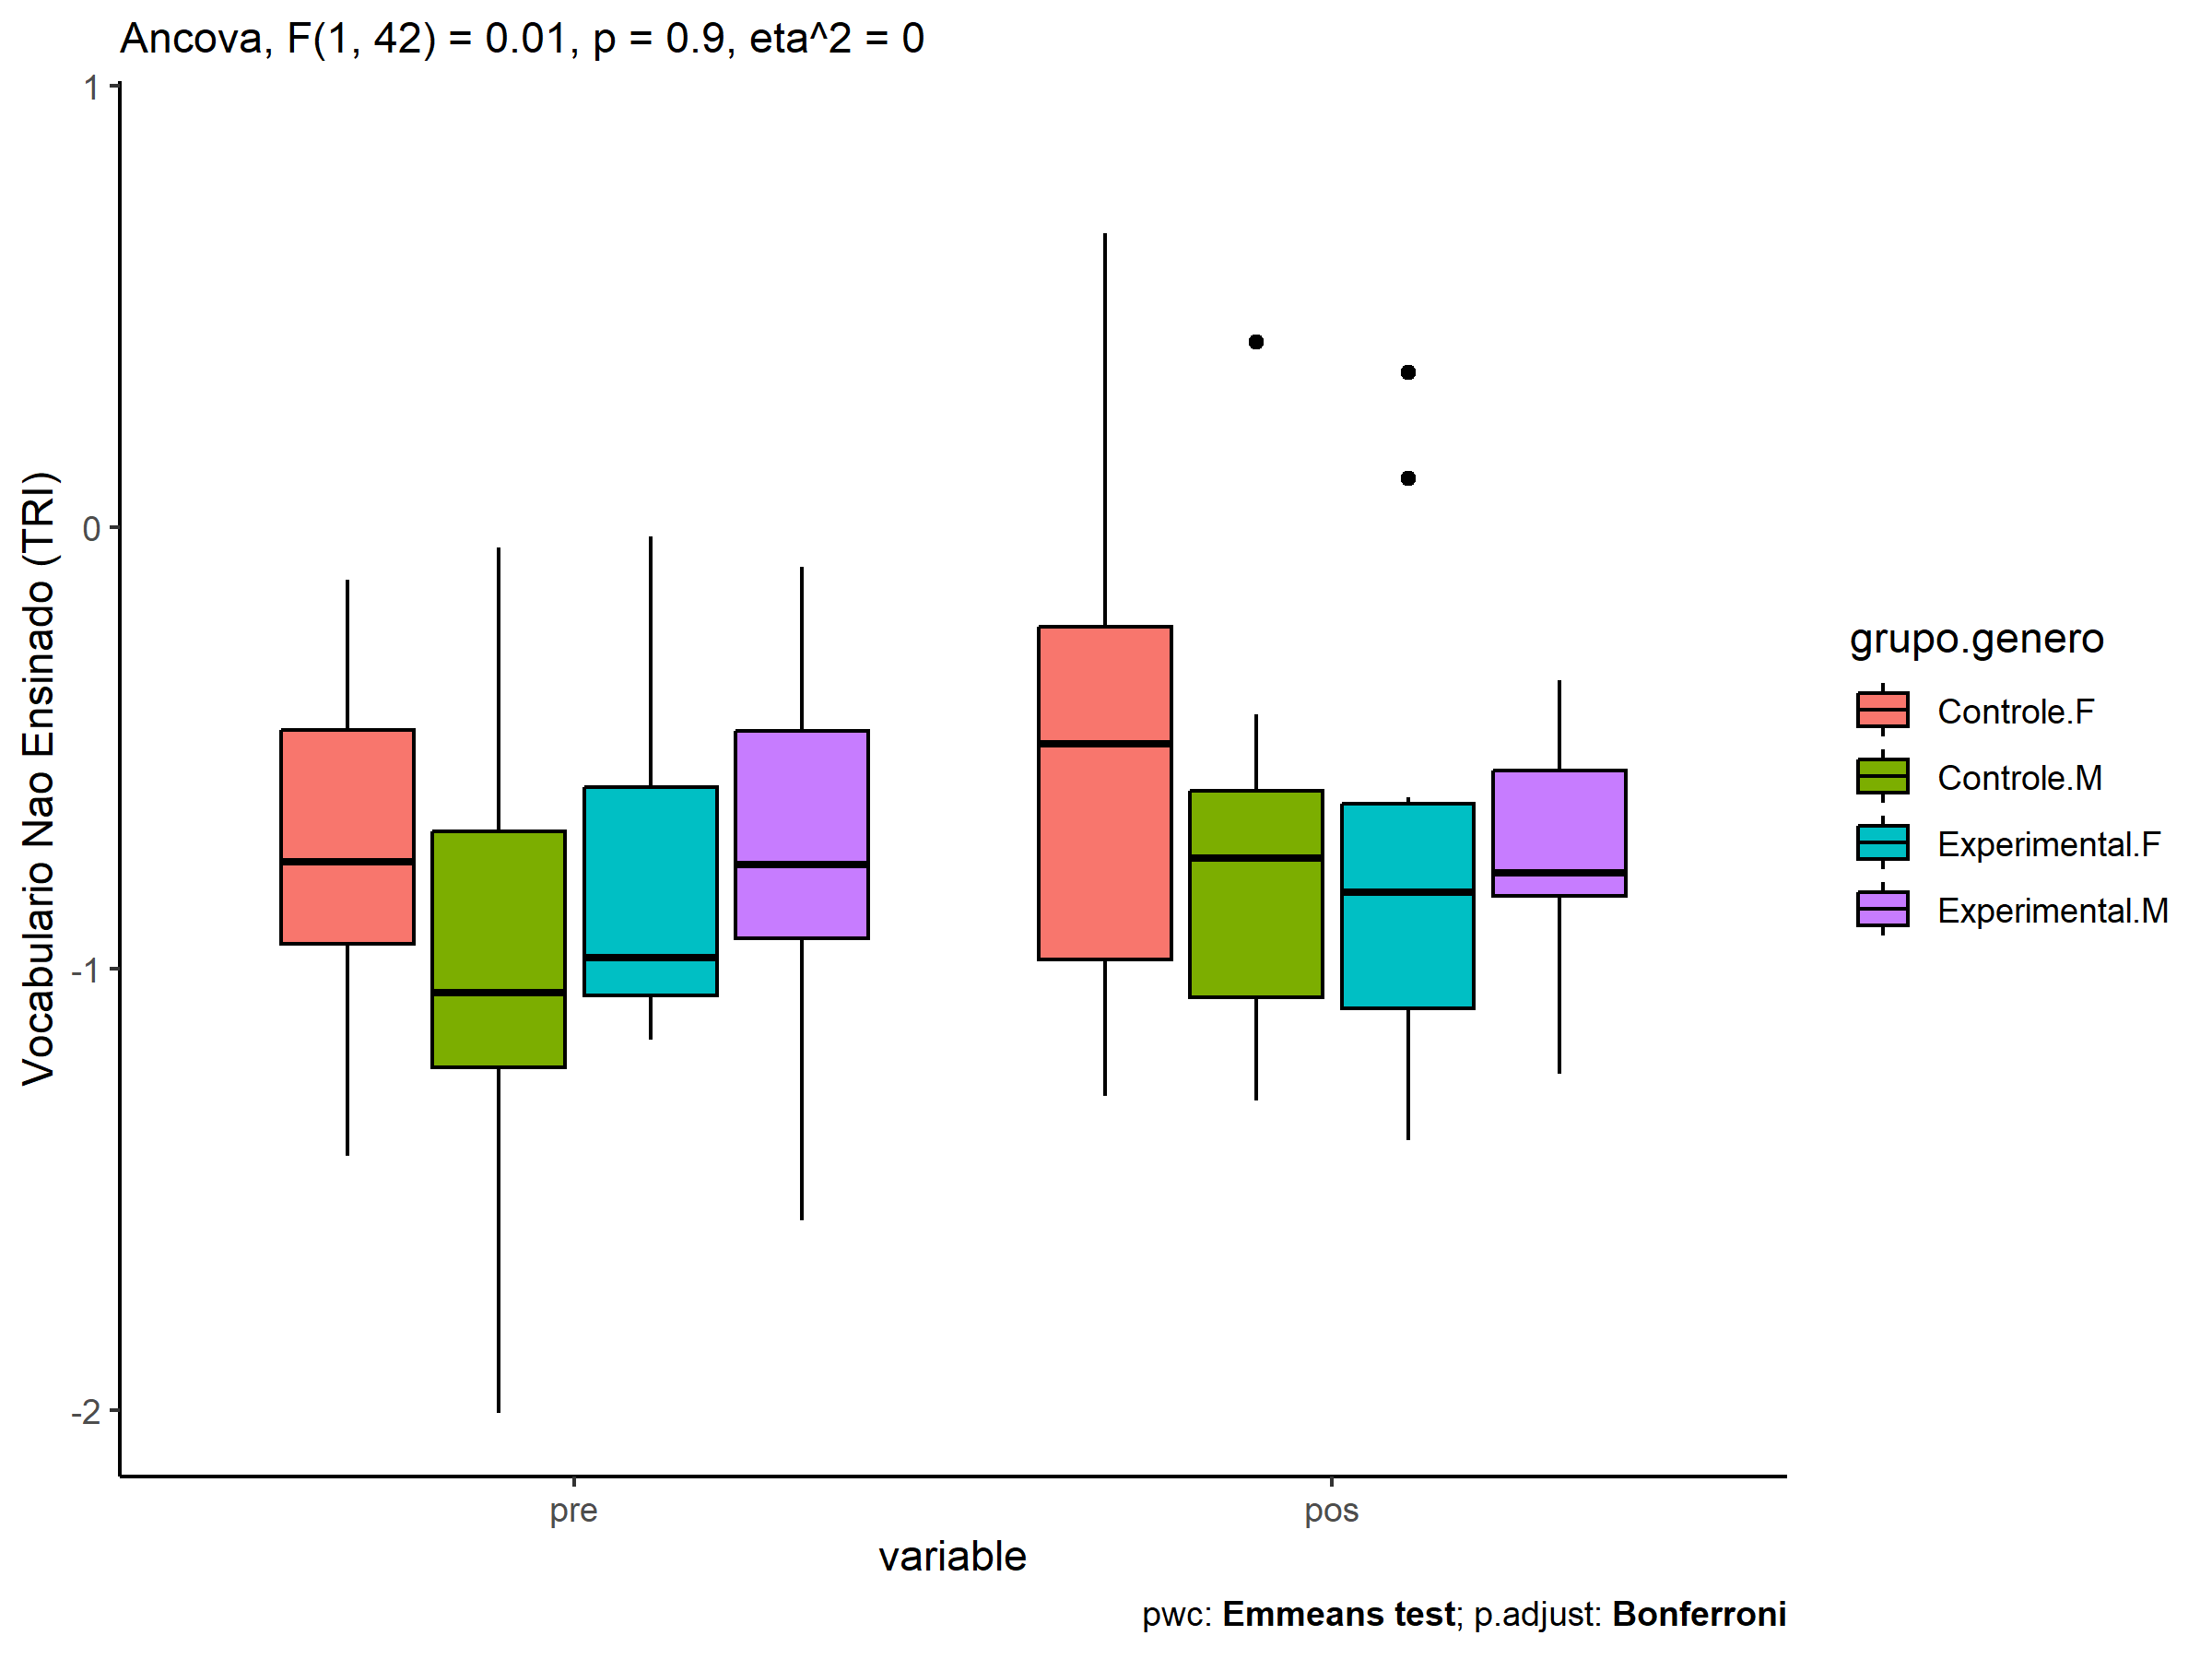 Ancova, F(1, 42) = 0.01, p = 0.9, eta^2 = 0
Vocabulario Nao Ensinado (TRI)
1
0
-1
-2
pre
pos
variable
grupo.genero
Controle.F
Controle.M
Experimental.F
Experimental.M
pwc: Emmeans test; p.adjust: Bonferroni